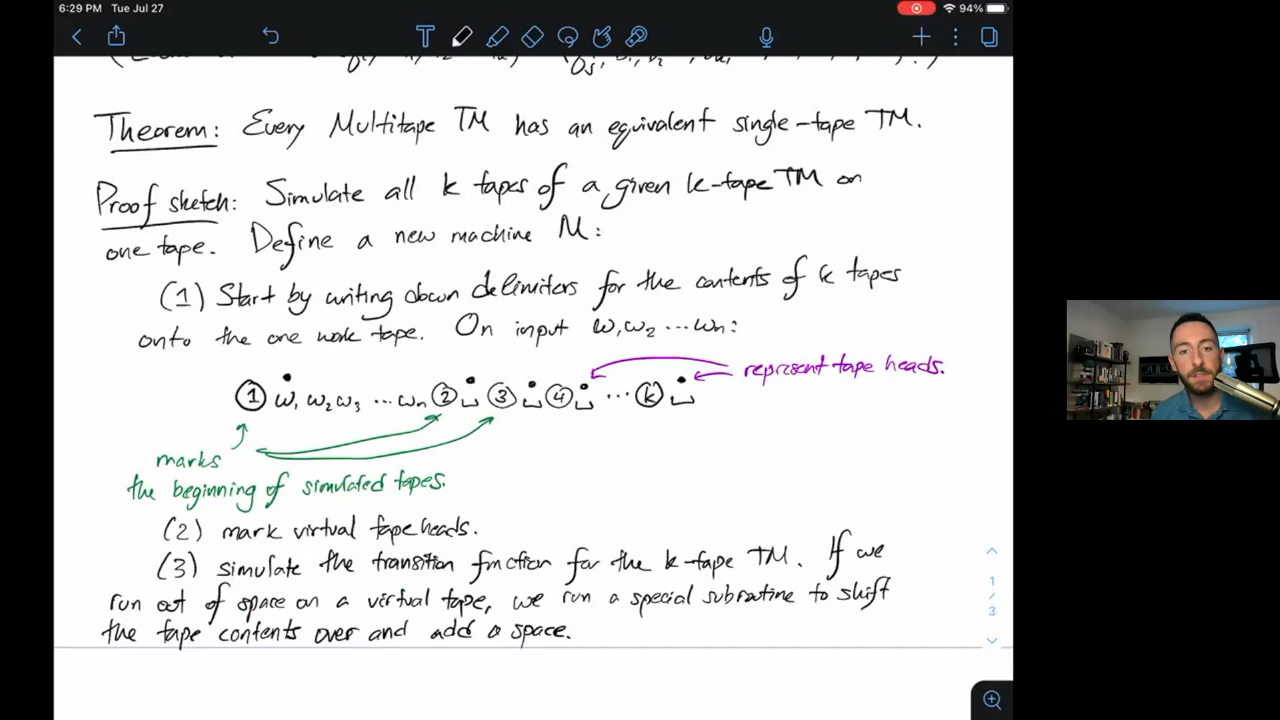 6:29 PM Tue Jul 27
94%
Theorem: Every Multitape TM has an equivalent single-tape TM.
Proof sketch: Simulate all k tapes of a given k-tape TM on
one tape. Define a new machine M:
(1) Start by writing down delimiters for the contents of k tapes
onto the one work tape. On input w₁w₂ ... wₙ:
represent tape heads.
① w₁ w₂ w₃ ... wₙ ② ⊔ ③ ⊔ ④ ⊔ ... ⓚ ⊔
marks
the beginning of simulated tapes.
(2) mark virtual tape heads.
(3) simulate the transition function for the k-tape TM. If we
run out of space on a virtual tape, we run a special subroutine to shift
the tape contents over and add a space.
1
/
3